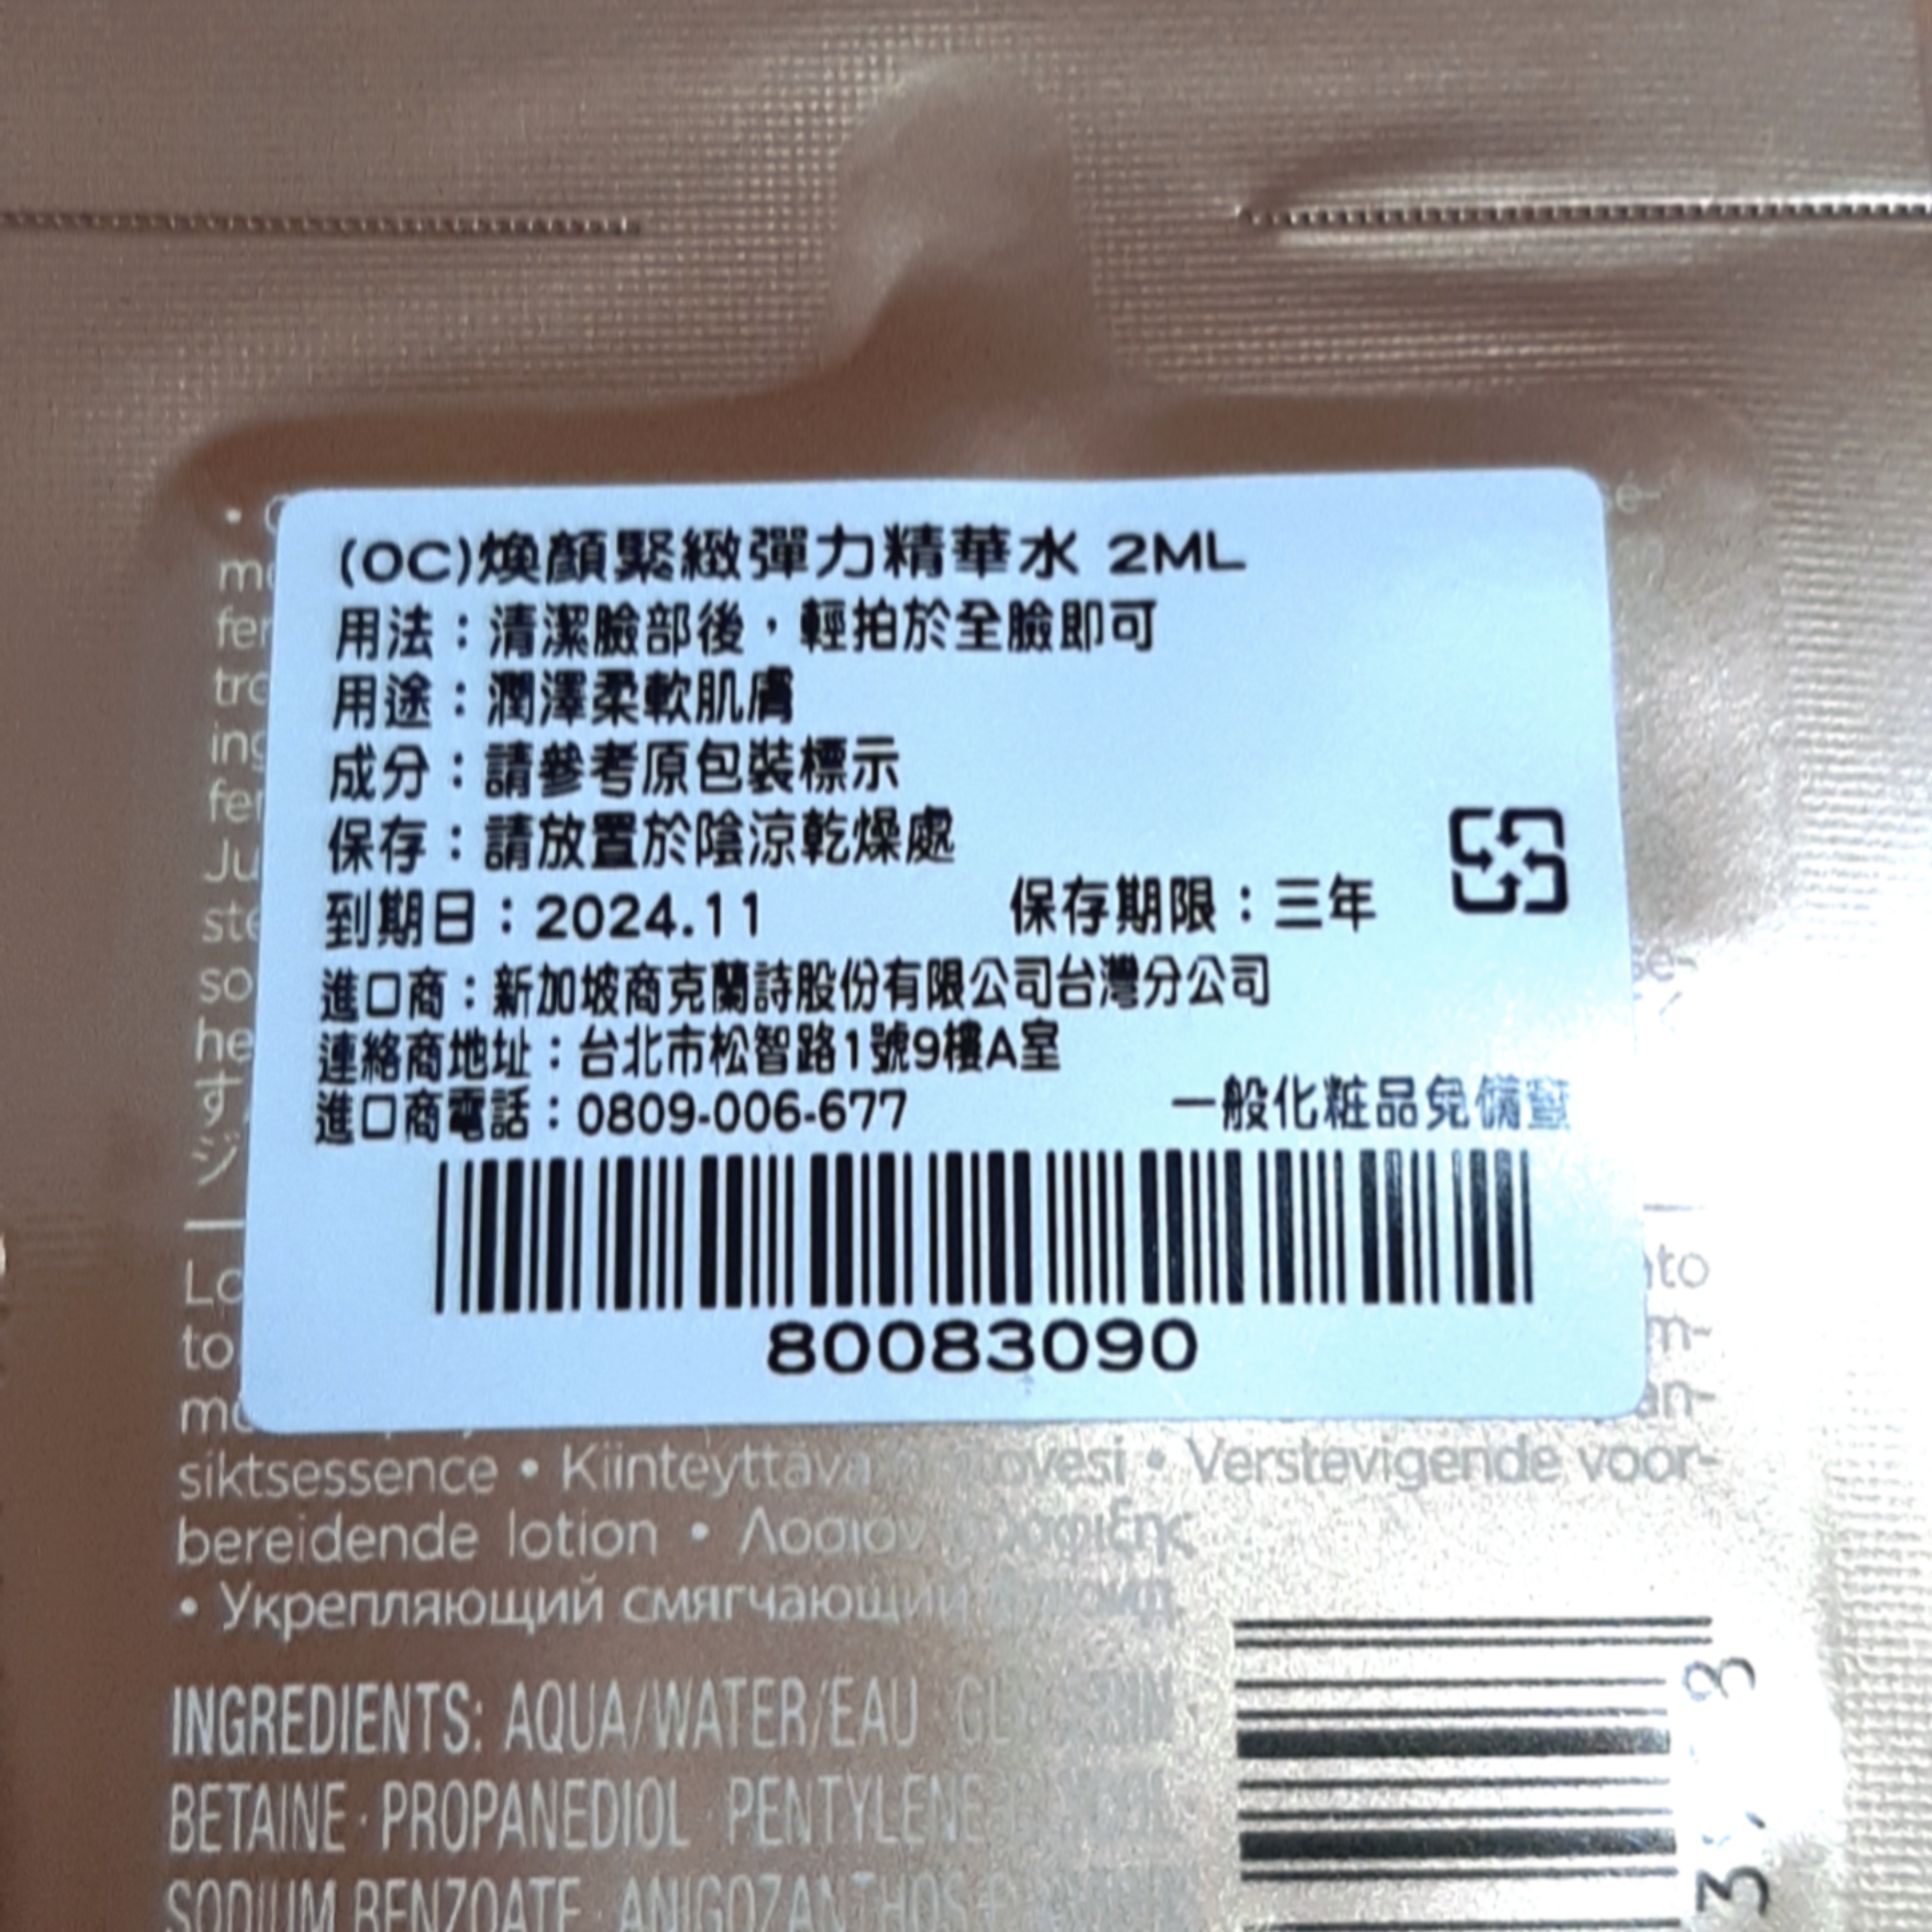 (OC)煥顏緊緻彈力精華水 2ML
用法：清潔臉部後，輕拍於全臉即可
用途：潤澤柔軟肌膚
成分：請參考原包裝標示
保存：請放置於陰涼乾燥處
到期日：2024.11 保存期限：三年
進口商：新加坡商克蘭詩股份有限公司台灣分公司
連絡商地址：台北市松智路1號9樓A室
進口商電話：0809-006-677 一般化粧品免備查
80083090
siktsessence • Kiinteyttävä • Verstevigende voor-
bereidende lotion • Λοσιόν
• Укрепляющий смягчающий
INGREDIENTS: AQUA/WATER/EAU
BETAINE · PROPANEDIOL PENTYLENE
SODIUM BENZOATE · ANIGOZANTHOS